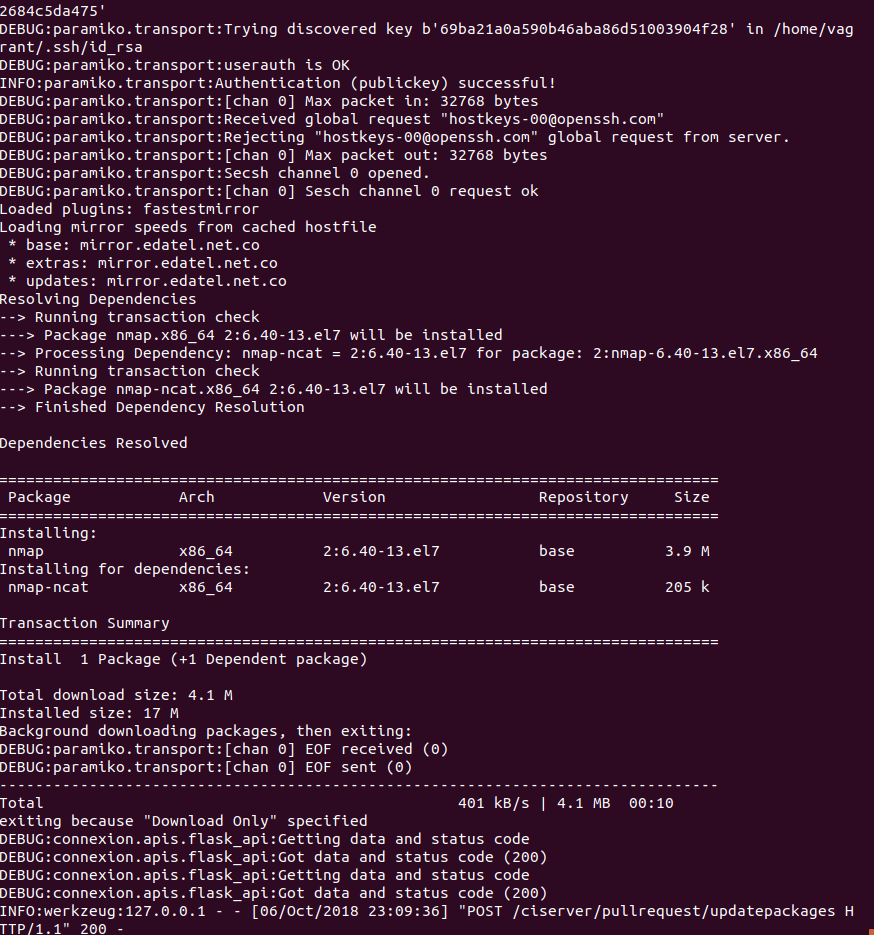 2684c5da475'
DEBUG:paramiko.transport:Trying discovered key b'69ba21a0a590b46aba86d51003904f28' in /home/vag
rant/.ssh/id_rsa
DEBUG:paramiko.transport:userauth is OK
INFO:paramiko.transport:Authentication (publickey) successful!
DEBUG:paramiko.transport:[chan 0] Max packet in: 32768 bytes
DEBUG:paramiko.transport:Received global request "hostkeys-00@openssh.com"
DEBUG:paramiko.transport:Rejecting "hostkeys-00@openssh.com" global request from server.
DEBUG:paramiko.transport:[chan 0] Max packet out: 32768 bytes
DEBUG:paramiko.transport:Secsh channel 0 opened.
DEBUG:paramiko.transport:[chan 0] Sesch channel 0 request ok
Loaded plugins: fastestmirror
Loading mirror speeds from cached hostfile
 * base: mirror.edatel.net.co
 * extras: mirror.edatel.net.co
 * updates: mirror.edatel.net.co
Resolving Dependencies
--> Running transaction check
---> Package nmap.x86_64 2:6.40-13.el7 will be installed
--> Processing Dependency: nmap-ncat = 2:6.40-13.el7 for package: 2:nmap-6.40-13.el7.x86_64
--> Running transaction check
---> Package nmap-ncat.x86_64 2:6.40-13.el7 will be installed
--> Finished Dependency Resolution

Dependencies Resolved

================================================================================
 Package            Arch            Version                 Repository     Size
================================================================================
Installing:
 nmap               x86_64          2:6.40-13.el7           base          3.9 M
Installing for dependencies:
 nmap-ncat          x86_64          2:6.40-13.el7           base          205 k

Transaction Summary
================================================================================
Install  1 Package (+1 Dependent package)

Total download size: 4.1 M
Installed size: 17 M
Background downloading packages, then exiting:
DEBUG:paramiko.transport:[chan 0] EOF received (0)
DEBUG:paramiko.transport:[chan 0] EOF sent (0)
--------------------------------------------------------------------------------
Total                                              401 kB/s | 4.1 MB  00:10
exiting because "Download Only" specified
DEBUG:connexion.apis.flask_api:Getting data and status code
DEBUG:connexion.apis.flask_api:Got data and status code (200)
DEBUG:connexion.apis.flask_api:Getting data and status code
DEBUG:connexion.apis.flask_api:Got data and status code (200)
INFO:werkzeug:127.0.0.1 - - [06/Oct/2018 23:09:36] "POST /ciserver/pullrequest/updatepackages H
TTP/1.1" 200 -